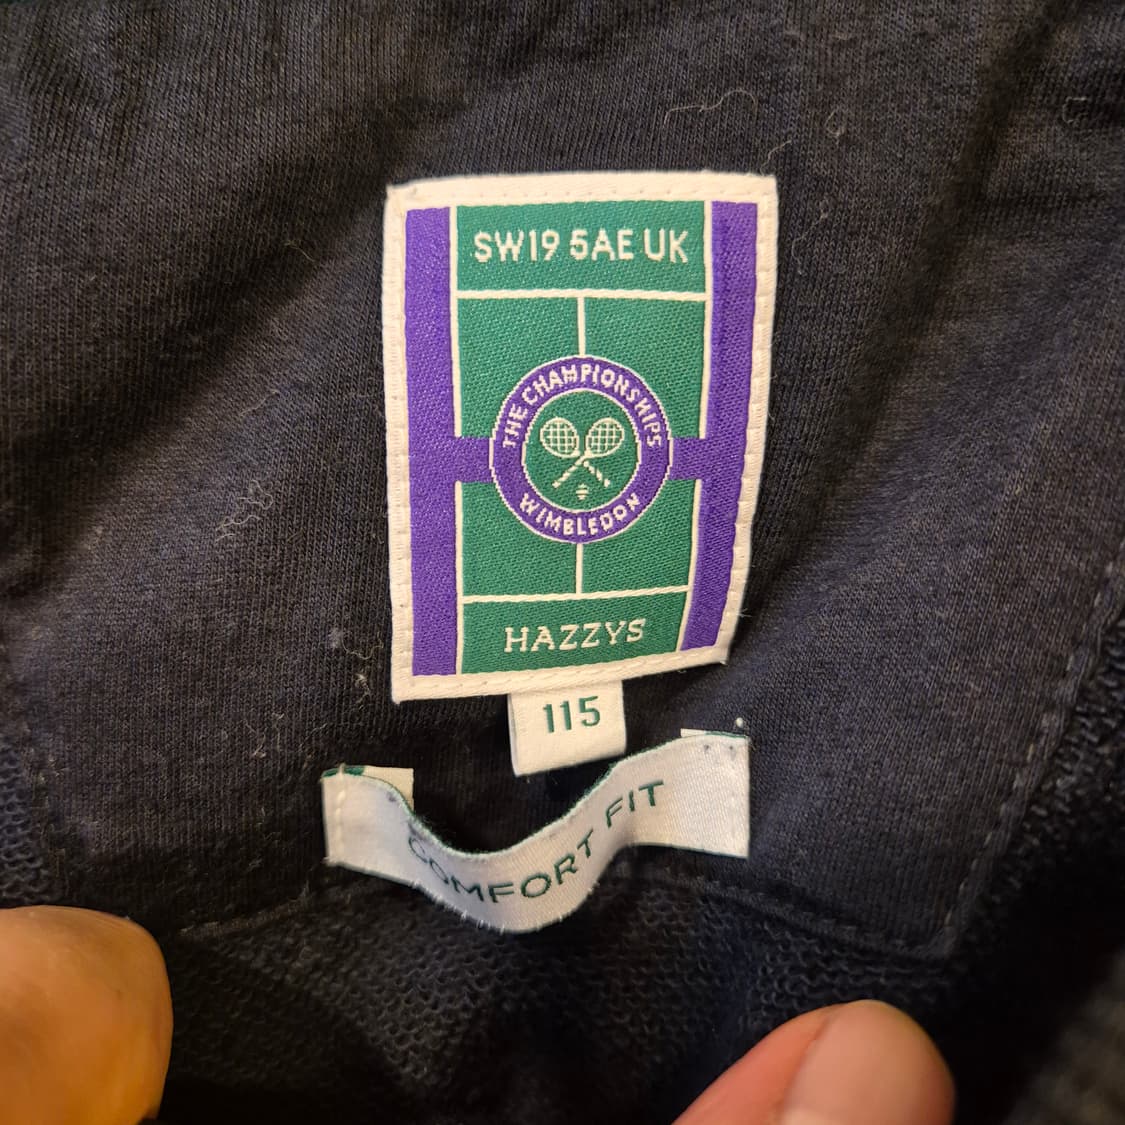 SW19 5AE UK
THE CHAMPIONSHIPS
WIMBLEDON
HAZZYS
115
COMFORT FIT